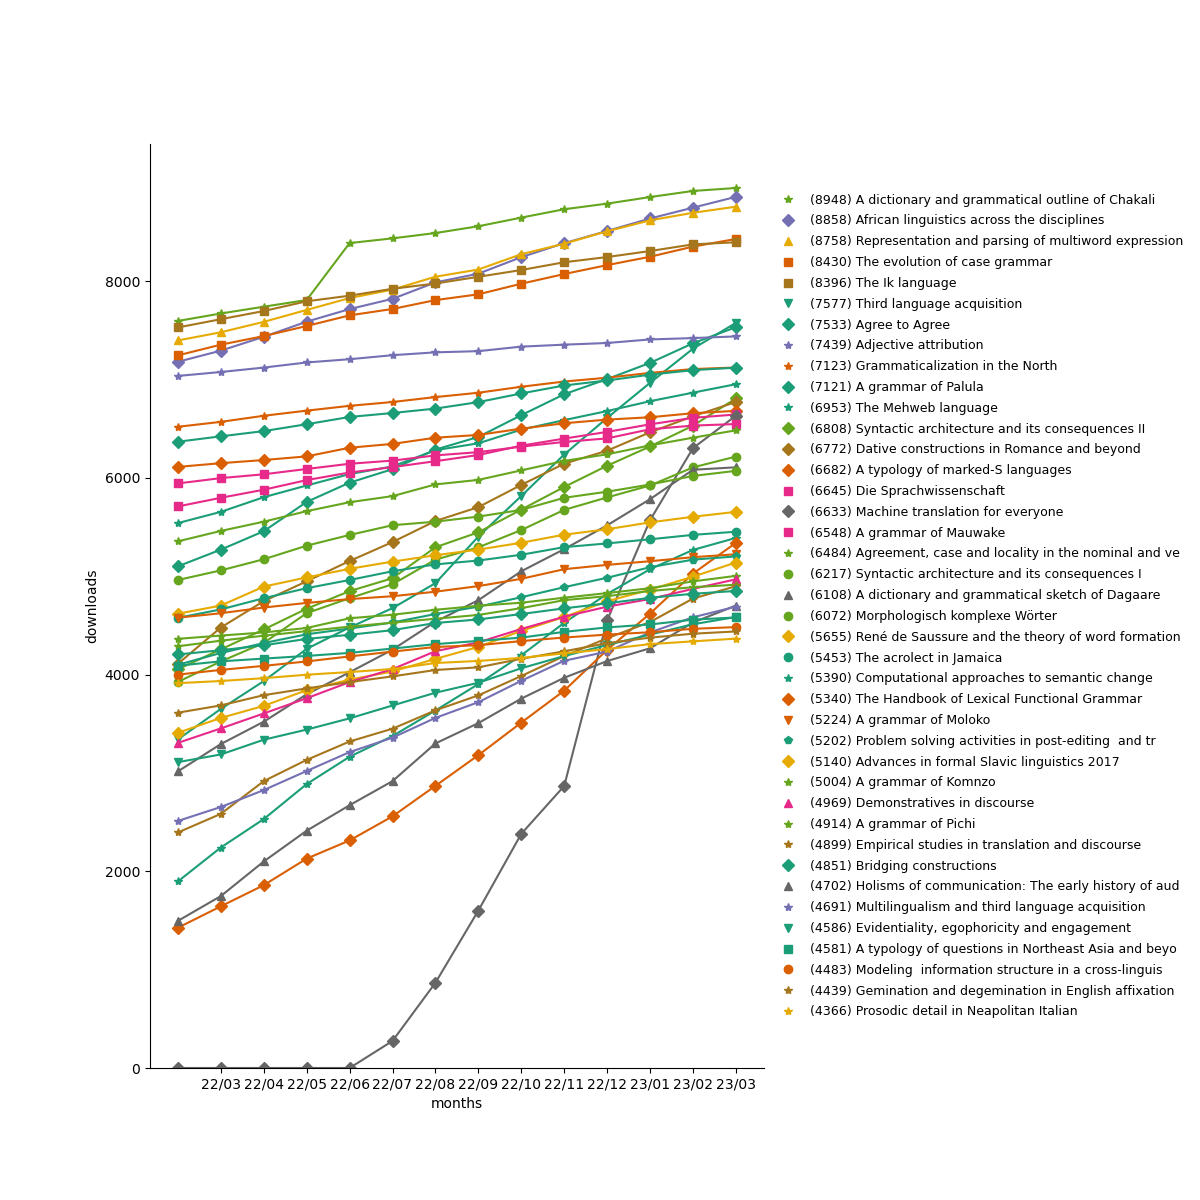 8000
6000
4000
2000
0
downloads
22/03 22/04 22/05 22/06 22/07 22/08 22/09 22/10 22/11 22/12 23/01 23/02 23/03
months
(8948) A dictionary and grammatical outline of Chakali
(8858) African linguistics across the disciplines
(8758) Representation and parsing of multiword expression
(8430) The evolution of case grammar
(8396) The Ik language
(7577) Third language acquisition
(7533) Agree to Agree
(7439) Adjective attribution
(7123) Grammaticalization in the North
(7121) A grammar of Palula
(6953) The Mehweb language
(6808) Syntactic architecture and its consequences II
(6772) Dative constructions in Romance and beyond
(6682) A typology of marked-S languages
(6645) Die Sprachwissenschaft
(6633) Machine translation for everyone
(6548) A grammar of Mauwake
(6484) Agreement, case and locality in the nominal and ve
(6217) Syntactic architecture and its consequences I
(6108) A dictionary and grammatical sketch of Dagaare
(6072) Morphologisch komplexe Wörter
(5655) René de Saussure and the theory of word formation
(5453) The acrolect in Jamaica
(5390) Computational approaches to semantic change
(5340) The Handbook of Lexical Functional Grammar
(5224) A grammar of Moloko
(5202) Problem solving activities in post-editing  and tr
(5140) Advances in formal Slavic linguistics 2017
(5004) A grammar of Komnzo
(4969) Demonstratives in discourse
(4914) A grammar of Pichi
(4899) Empirical studies in translation and discourse
(4851) Bridging constructions
(4702) Holisms of communication: The early history of aud
(4691) Multilingualism and third language acquisition
(4586) Evidentiality, egophoricity and engagement
(4581) A typology of questions in Northeast Asia and beyo
(4483) Modeling  information structure in a cross-linguis
(4439) Gemination and degemination in English affixation
(4366) Prosodic detail in Neapolitan Italian